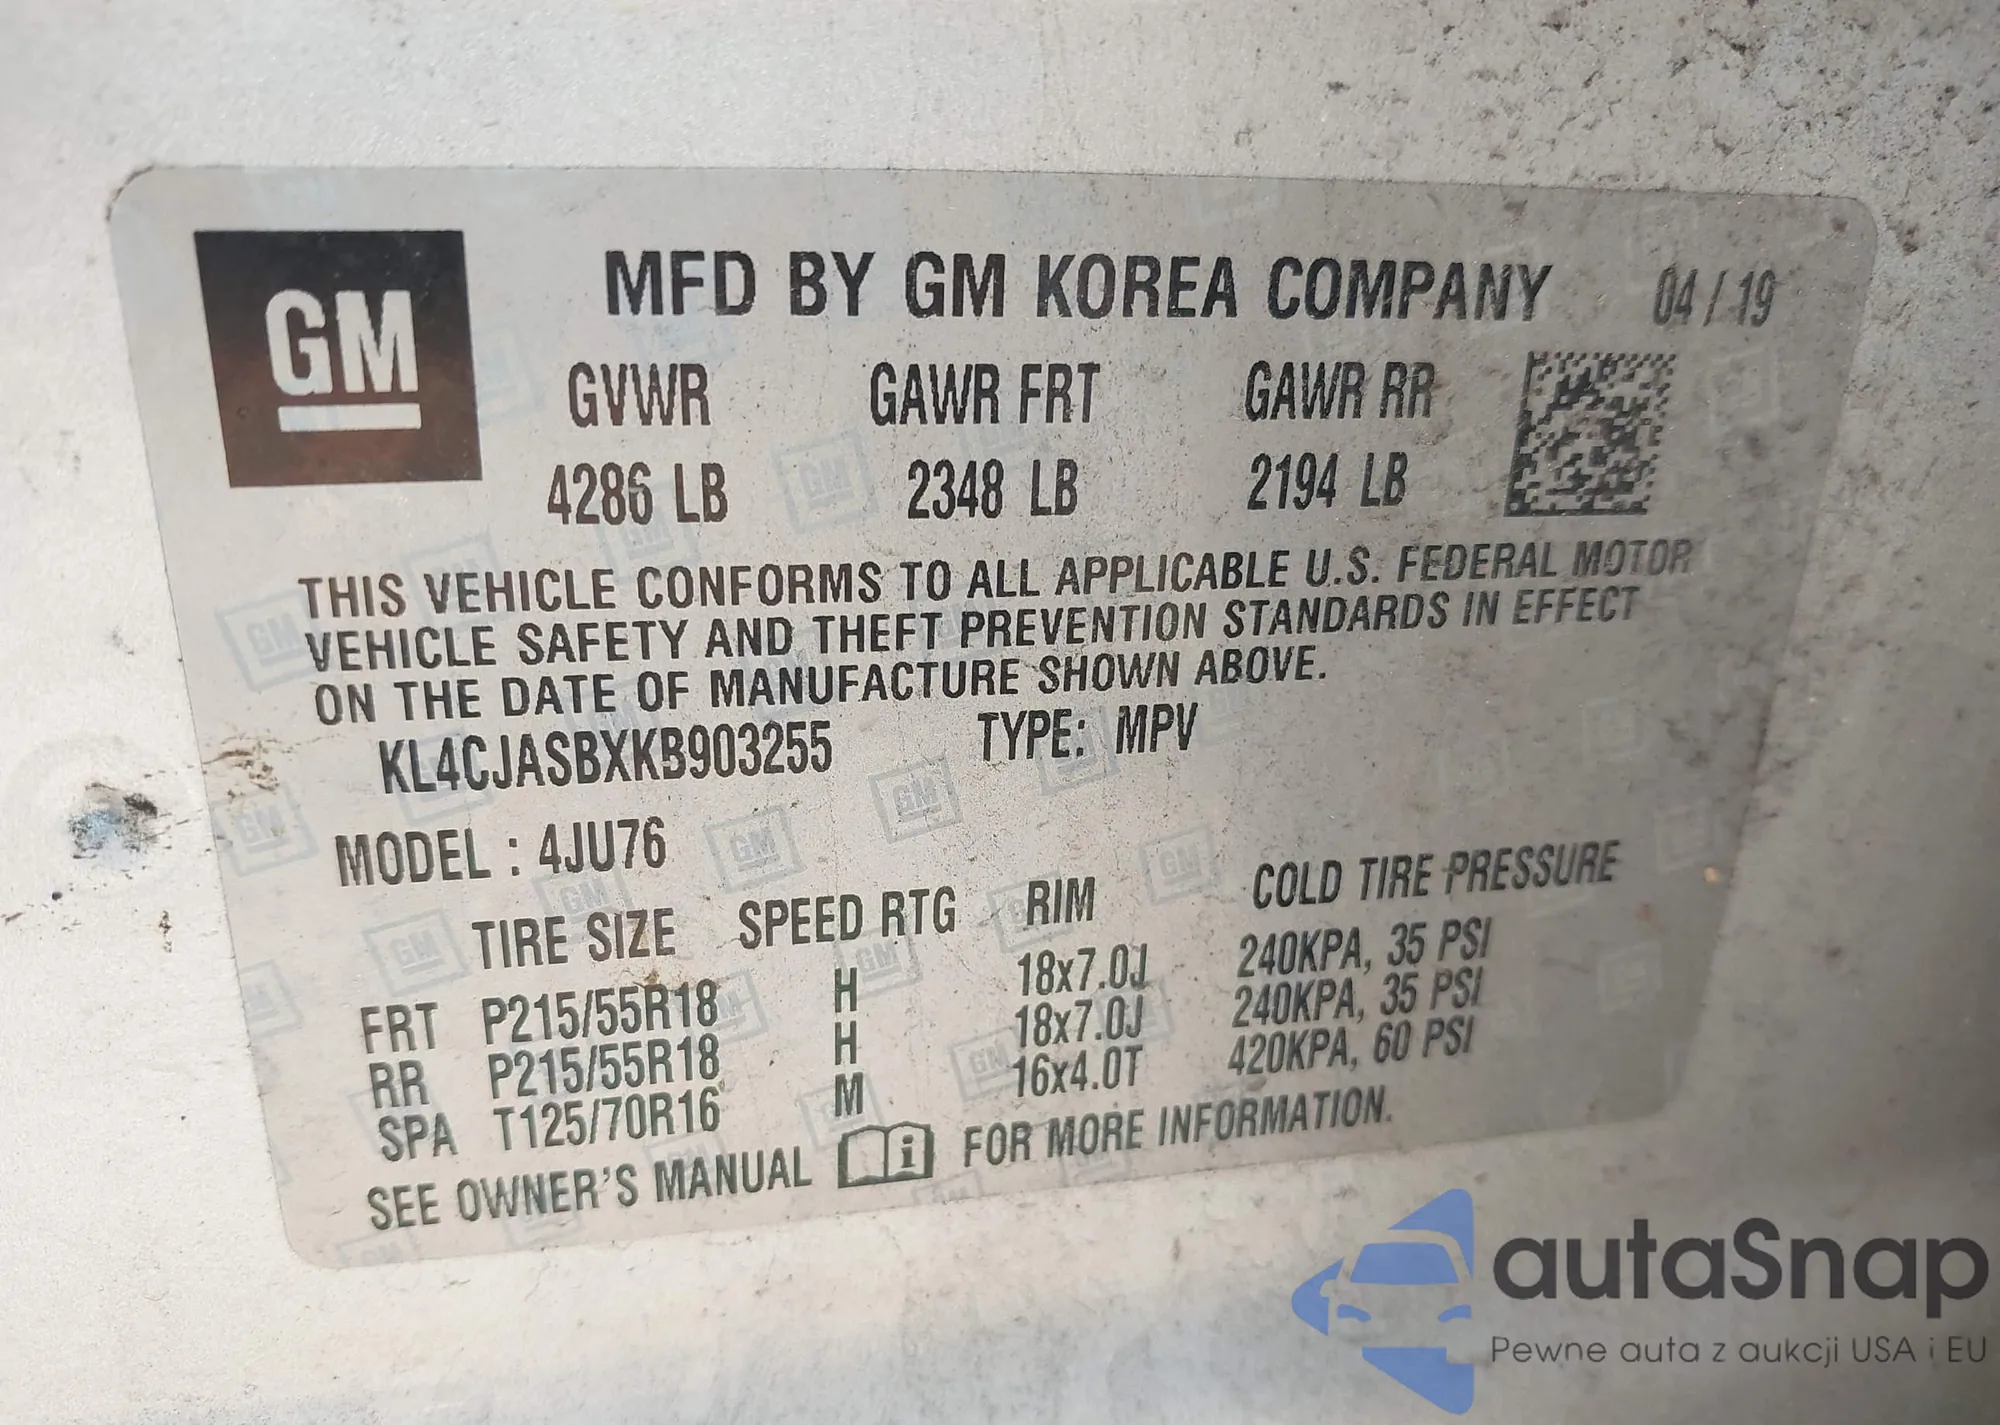 GM
MFD BY GM KOREA COMPANY 04 / 19
GVWR GAWR FRT GAWR RR
4286 LB 2348 LB 2194 LB
THIS VEHICLE CONFORMS TO ALL APPLICABLE U.S. FEDERAL MOTOR
VEHICLE SAFETY AND THEFT PREVENTION STANDARDS IN EFFECT
ON THE DATE OF MANUFACTURE SHOWN ABOVE.
KL4CJASBXKB903255 TYPE: MPV
MODEL : 4JU76
TIRE SIZE SPEED RTG RIM COLD TIRE PRESSURE
FRT P215/55R18 H 18x7.0J 240KPA, 35 PSI
RR P215/55R18 H 18x7.0J 240KPA, 35 PSI
SPA T125/70R16 M 16x4.0T 420KPA, 60 PSI
SEE OWNER'S MANUAL i FOR MORE INFORMATION.
autaSnap
Pewne auta z aukcji USA i EU